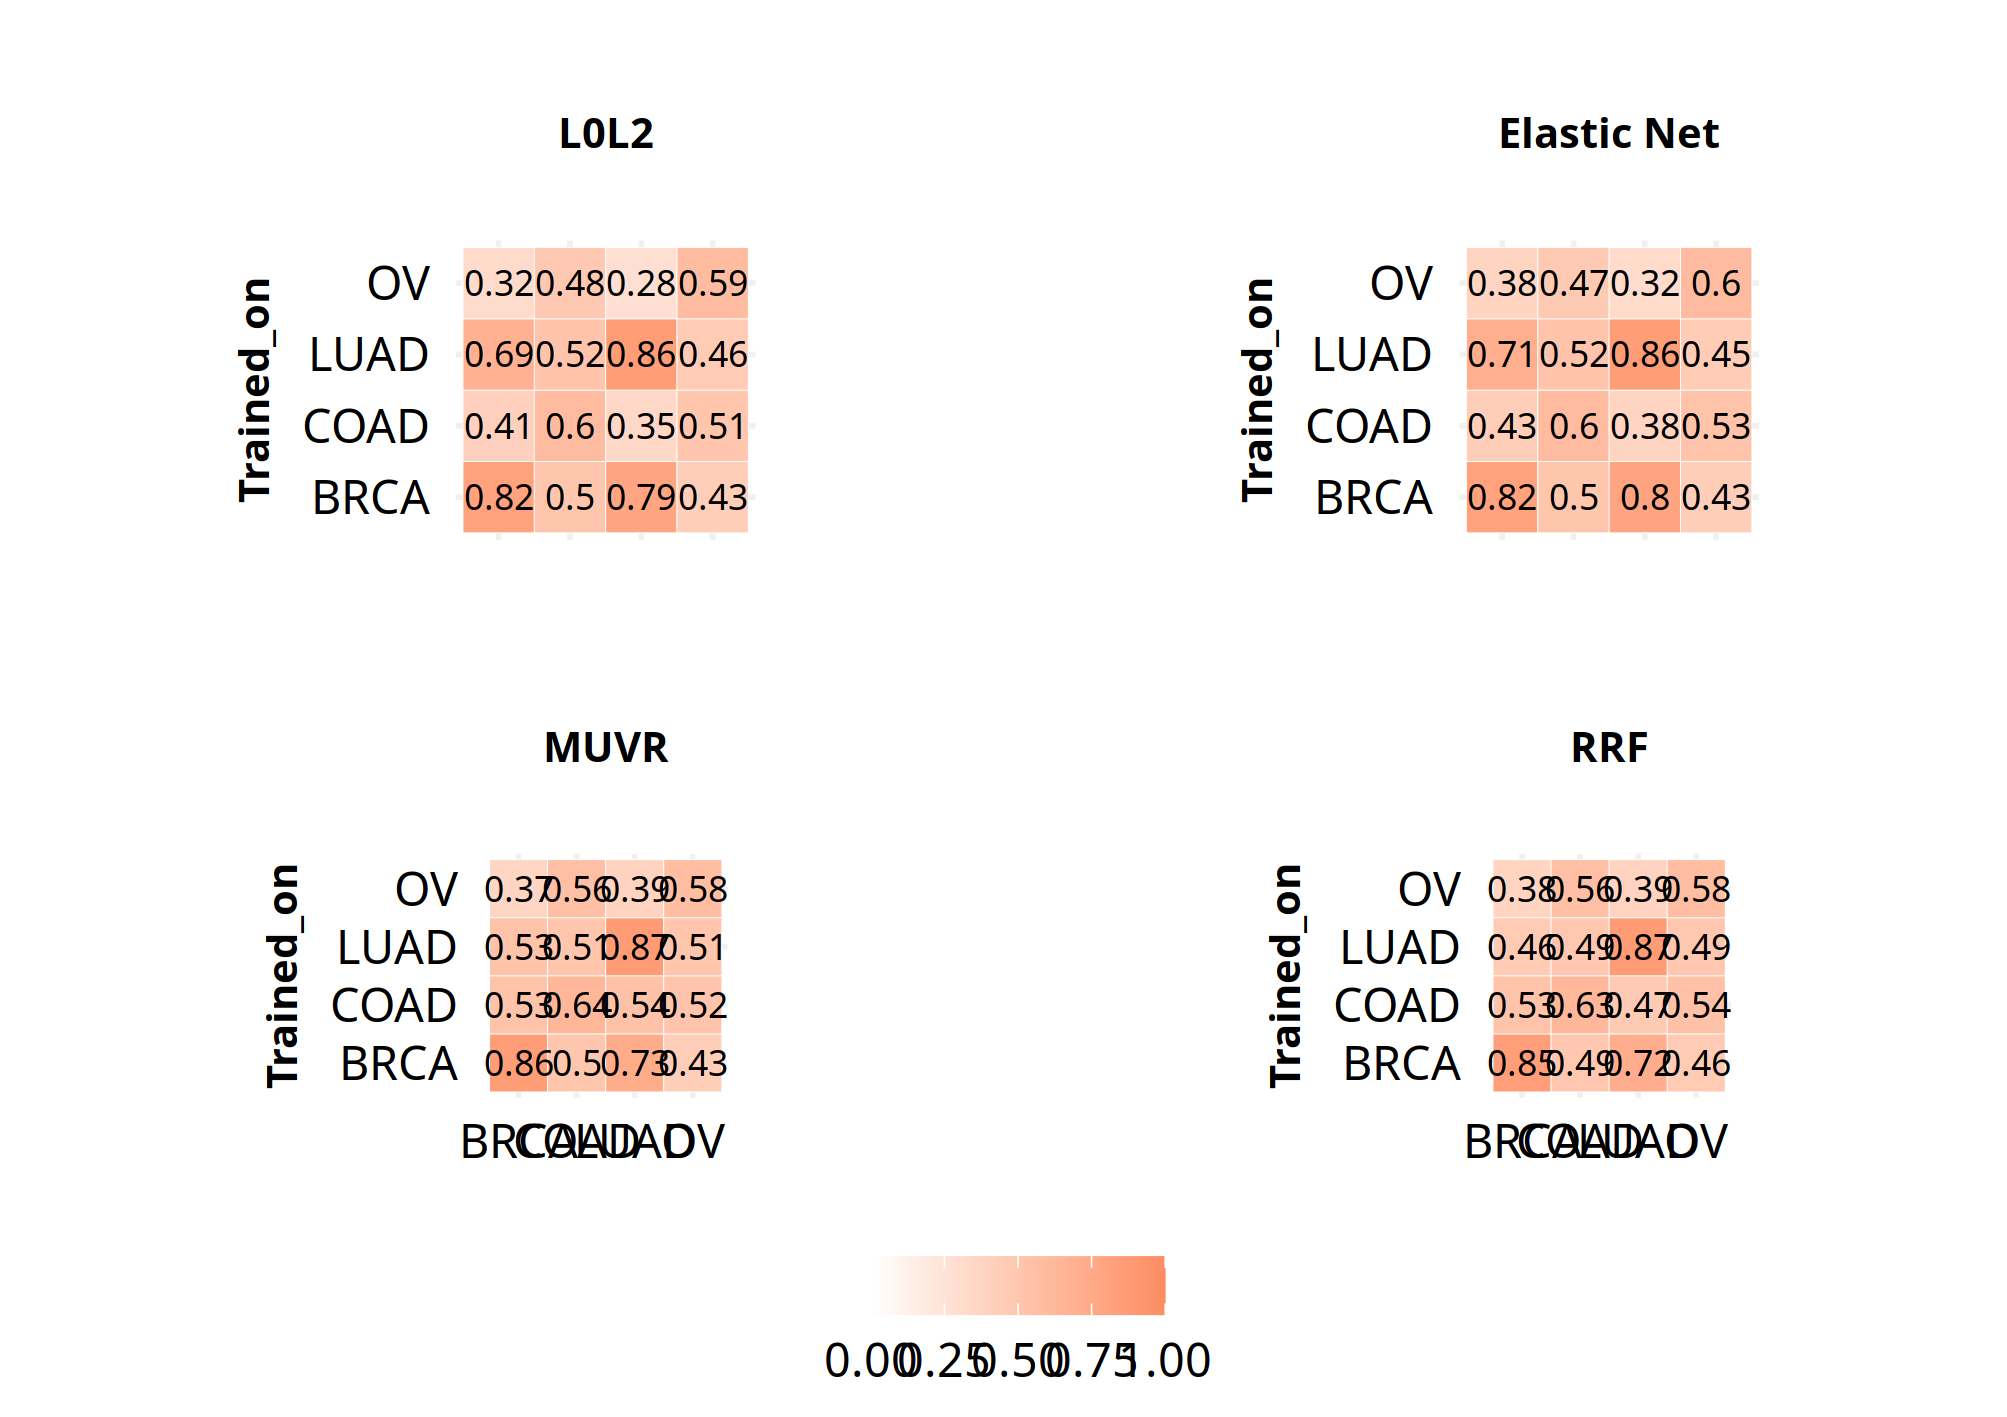 L0L2
Elastic Net
Trained_on
OV 0.32 0.48 0.28 0.59
LUAD 0.69 0.52 0.86 0.46
COAD 0.41 0.6 0.35 0.51
BRCA 0.82 0.5 0.79 0.43
Trained_on
OV 0.38 0.47 0.32 0.6
LUAD 0.71 0.52 0.86 0.45
COAD 0.43 0.6 0.38 0.53
BRCA 0.82 0.5 0.8 0.43
MUVR
RRF
Trained_on
OV 0.37 0.56 0.39 0.58
LUAD 0.53 0.51 0.87 0.51
COAD 0.53 0.64 0.54 0.52
BRCA 0.86 0.5 0.73 0.43
BRCA COAD LUAD OV
Trained_on
OV 0.38 0.56 0.39 0.58
LUAD 0.46 0.49 0.87 0.49
COAD 0.53 0.63 0.47 0.54
BRCA 0.85 0.49 0.72 0.46
BRCA COAD LUAD OV
0.00 0.25 0.50 0.75 1.00